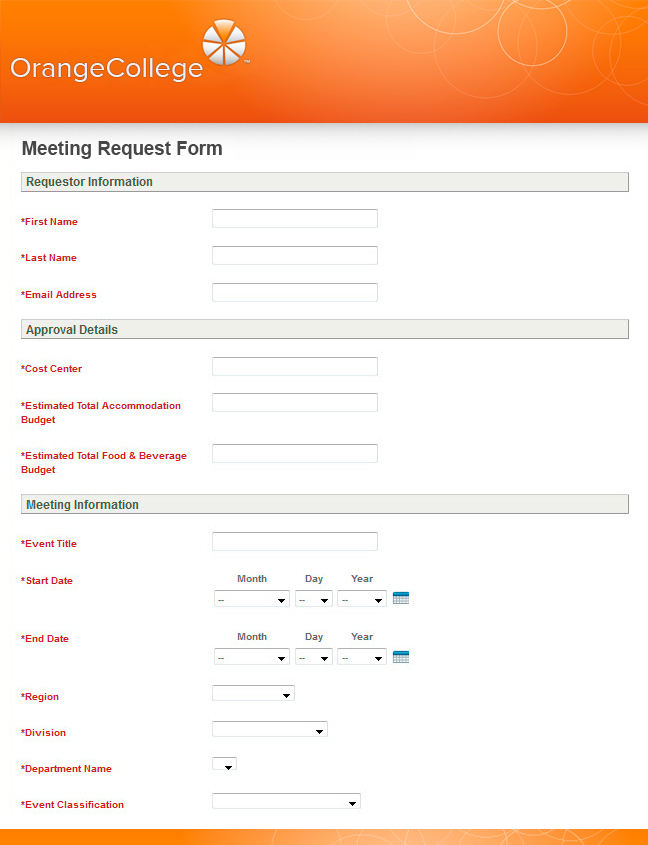 OrangeCollege™
Meeting Request Form
Requestor Information
*First Name
*Last Name
*Email Address
Approval Details
*Cost Center
*Estimated Total Accommodation
Budget
*Estimated Total Food & Beverage
Budget
Meeting Information
*Event Title
Month Day Year
*Start Date
-- -- --
Month Day Year
*End Date
-- -- --
*Region
*Division
*Department Name
*Event Classification